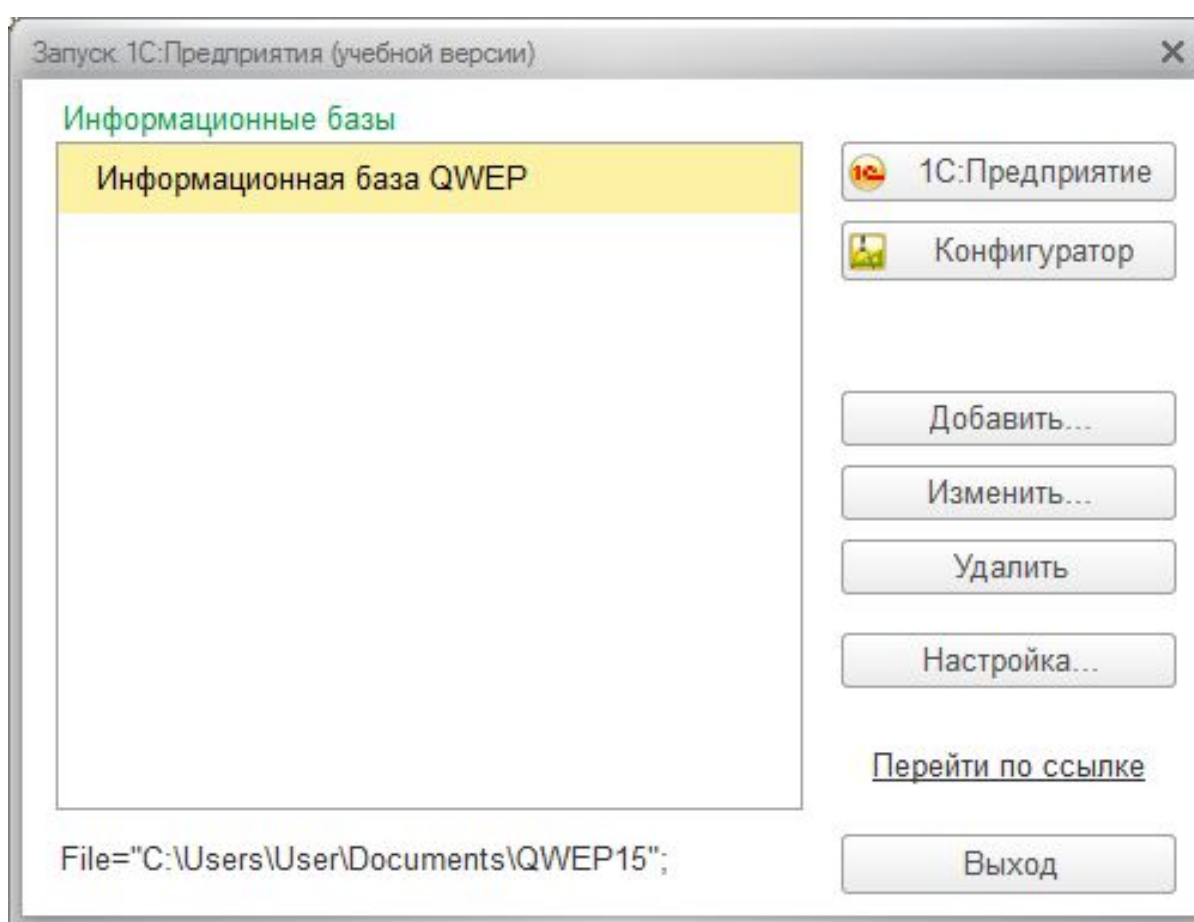 Запуск 1С:Предприятия (учебной версии)
Информационные базы
Информационная база QWEP
1С:Предприятие
Конфигуратор
Добавить...
Изменить...
Удалить
Настройка...
Перейти по ссылке
File="C:\Users\User\Documents\QWEP15";
Выход